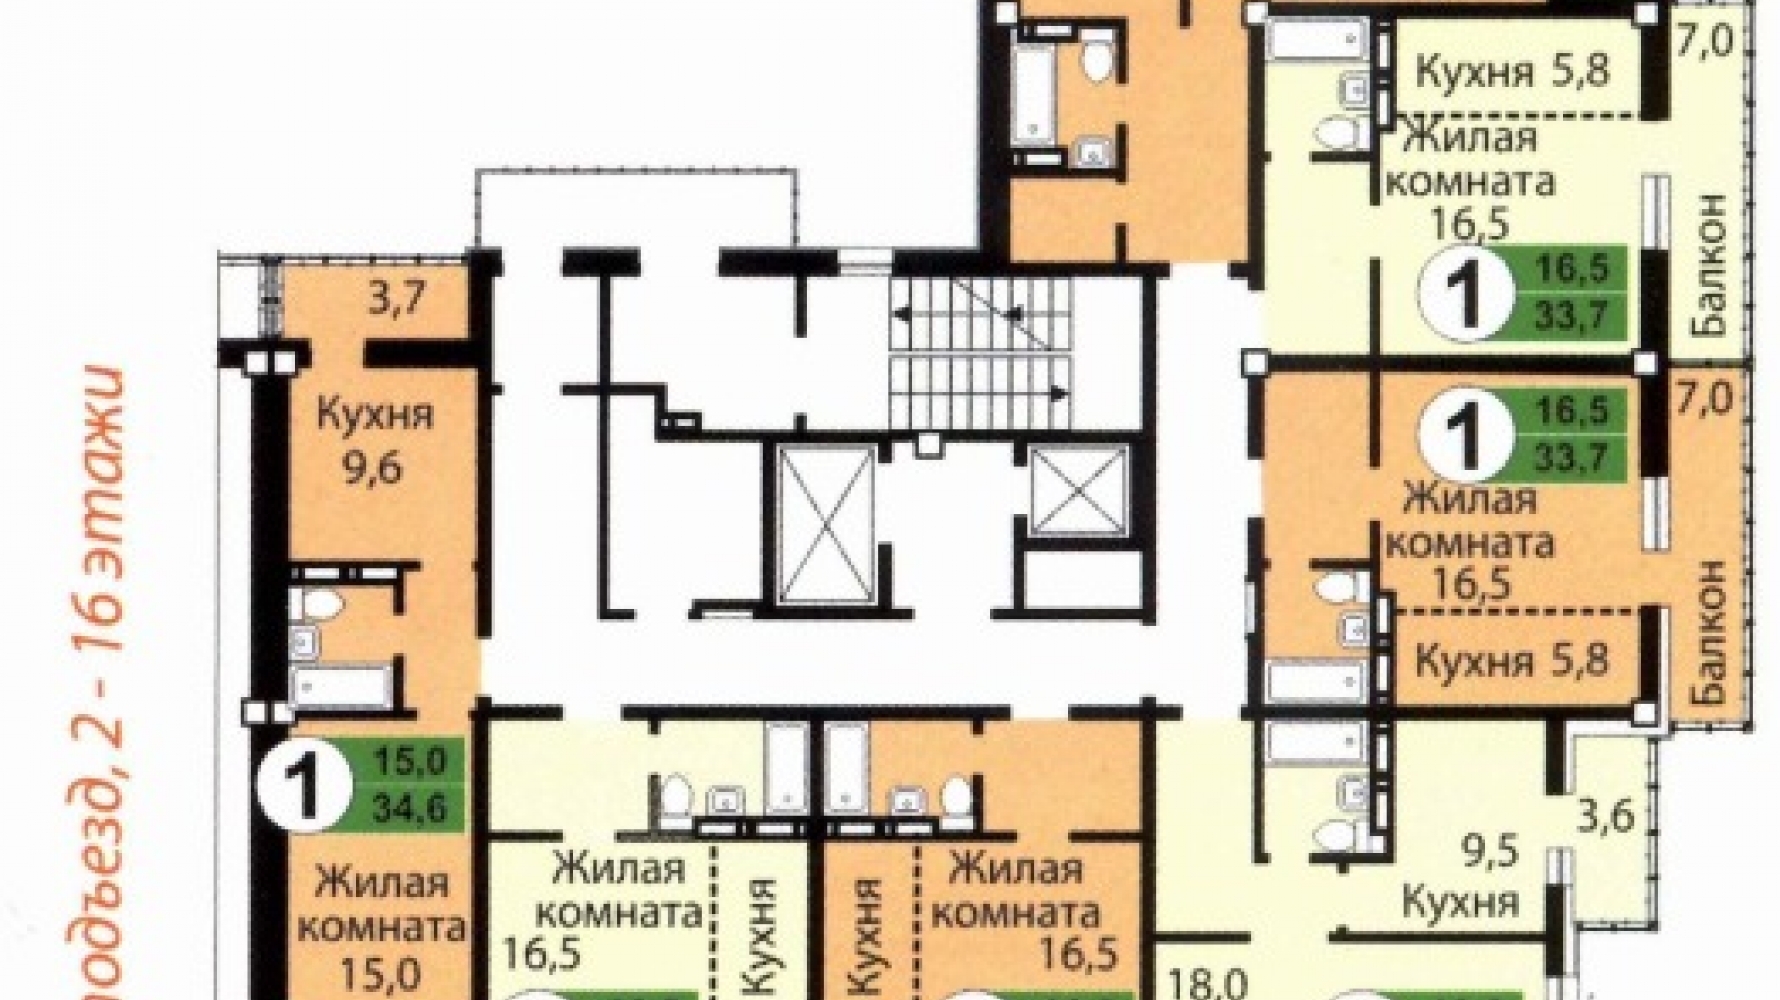 7,0
Кухня 5,8
Жилая
комната
16,5
1
16,5
33,7
Балкон
3,7
Кухня
9,6
1
16,5
33,7
7,0
Жилая
комната
16,5
Кухня 5,8
Балкон
подъезд, 2 - 16 этажи
1
15,0
34,6
Жилая
комната
15,0
Жилая
комната
16,5
Кухня
Кухня
Жилая
комната
16,5
9,5
Кухня
3,6
18,0